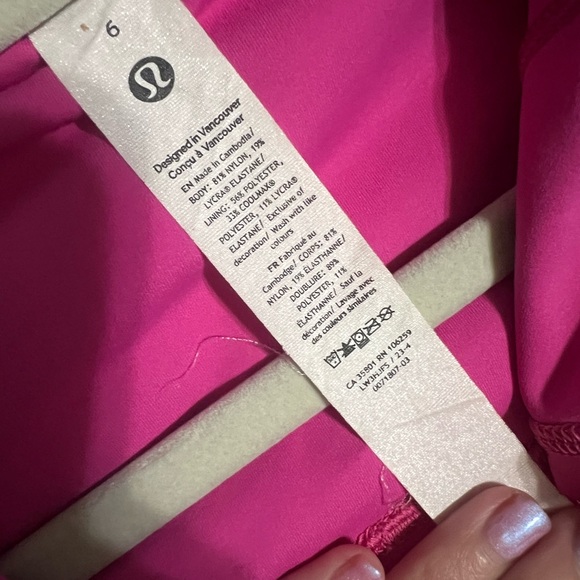 6
Designed in Vancouver
Conçu à Vancouver
EN Made in Cambodia/
BODY: 81% NYLON, 19%
LYCRA® ELASTANE/
LINING: 56% POLYESTER,
33% COOLMAX®
POLYESTER, 11% LYCRA®
ELASTANE/ Exclusive of
decoration/ Wash with like
colours
FR Fabriqué au
Cambodge/ CORPS: 81%
NYLON, 19% ÉLASTHANNE/
DOUBLURE: 89%
POLYESTER, 11%
ÉLASTHANNE/ Sauf la
décoration/ Lavage avec
des couleurs similaires
CA 35801 RN 106259
LW3HJFS / 23-4
0071807-03